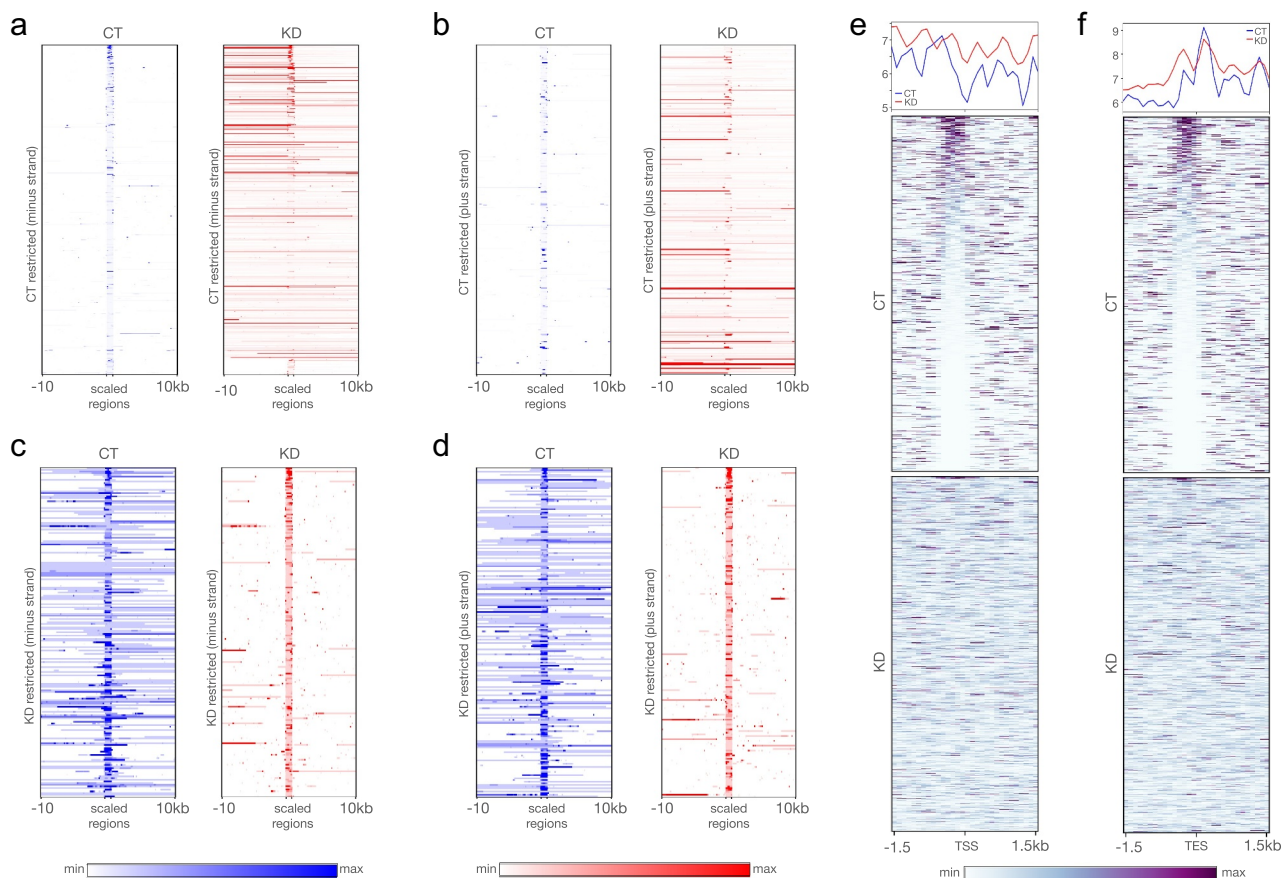 a
CT
KD
CT restricted (minus strand)
CT restricted (minus strand)
-10
scaled
regions
10kb
-10
scaled
regions
10kb
b
CT
KD
CT restricted (plus strand)
CT restricted (plus strand)
-10
scaled
regions
10kb
-10
scaled
regions
10kb
c
CT
KD
KD restricted (minus strand)
KD restricted (minus strand)
-10
scaled
regions
10kb
-10
scaled
regions
10kb
d
CT
KD
KD restricted (plus strand)
KD restricted (plus strand)
-10
scaled
regions
10kb
-10
scaled
regions
10kb
min
max
min
max
e
7
6
5
CT
KD
CT
KD
-1.5
TSS
1.5kb
f
9
8
7
6
CT
KD
CT
KD
-1.5
TES
1.5kb
min
max